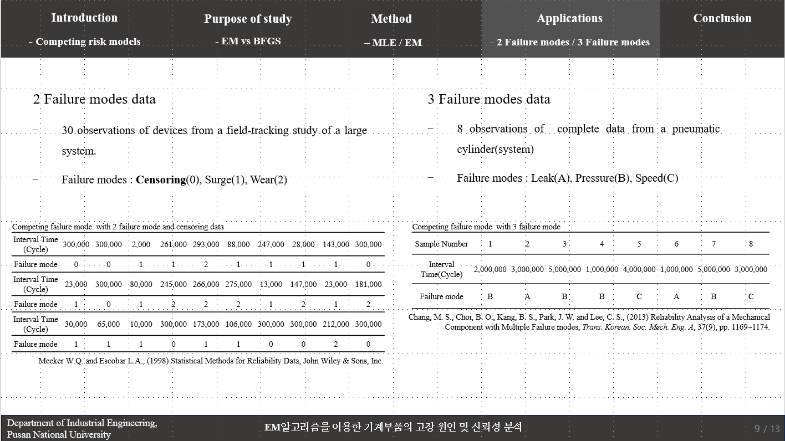 Introduction
- Competing risk models
Purpose of study
- EM vs BFGS
Method
– MLE / EM
Applications
- 2 Failure modes / 3 Failure modes
Conclusion
2 Failure modes data
– 30 observations of devices from a field-tracking study of a large
system.
– Failure modes : Censoring(0), Surge(1), Wear(2)
Competing failure mode with 2 failure mode and censoring data
Interval Time (Cycle) 300,000 300,000 2,000 261,000 293,000 88,000 247,000 28,000 143,000 300,000
Failure mode 0 0 1 1 2 1 1 1 1 0
Interval Time (Cycle) 23,000 300,000 80,000 245,000 266,000 275,000 13,000 147,000 23,000 181,000
Failure mode 1 0 1 2 2 2 1 2 1 2
Interval Time (Cycle) 30,000 65,000 10,000 300,000 173,000 106,000 300,000 300,000 212,000 300,000
Failure mode 1 1 1 0 1 1 0 0 2 0
Meeker W.Q. and Escobar L.A., (1998) Statistical Methods for Reliability Data, John Wiley & Sons, Inc.
3 Failure modes data
– 8 observations of complete data from a pneumatic
cylinder(system)
– Failure modes : Leak(A), Pressure(B), Speed(C)
Competing failure mode with 3 failure mode
Sample Number 1 2 3 4 5 6 7 8
Interval Time(Cycle) 2,000,000 3,000,000 5,000,000 1,000,000 4,000,000 1,000,000 5,000,000 3,000,000
Failure mode B A B B C A B C
Chang, M. S., Choi, B. O., Kang, B. S., Park, J. W. and Lee, C. S., (2013) Reliability Analysis of a Mechanical
Component with Multiple Failure modes, Trans. Korean. Soc. Mech. Eng. A, 37(9), pp. 1169–1174.
Department of Industrial Engineering,
Pusan National University
EM알고리즘을 이용한 기계부품의 고장 원인 및 신뢰성 분석
9 / 13